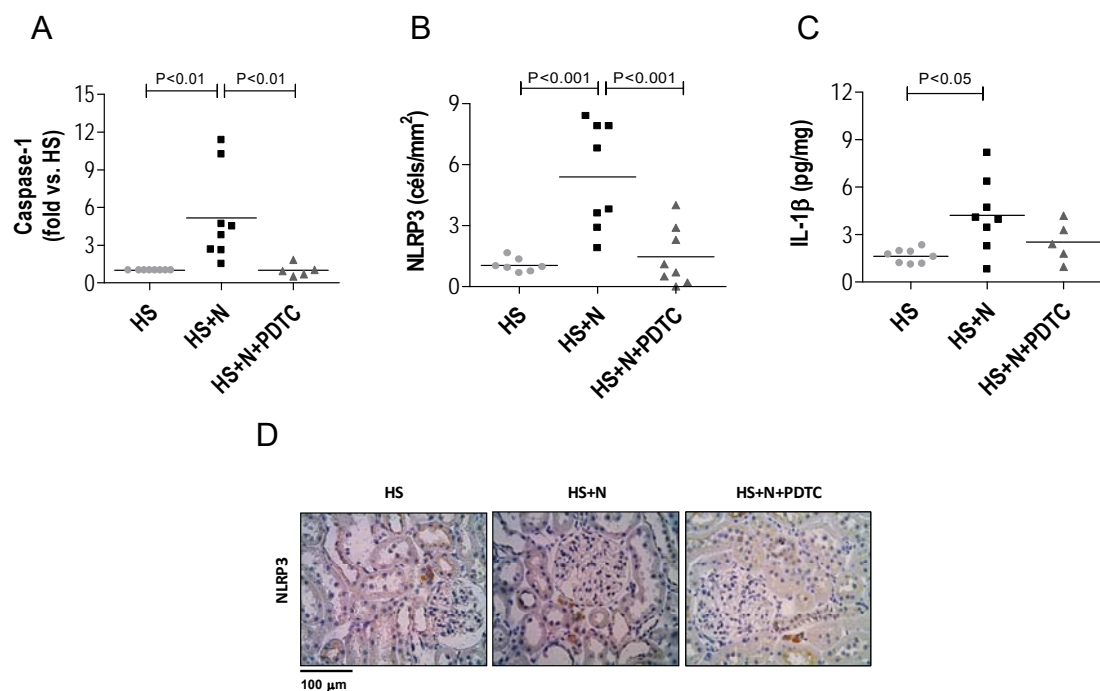 A
P<0.01
P<0.01
Caspase-1
(fold vs. HS)
15
12
9
6
3
0
HS
HS+N
HS+N+PDTC
B
P<0.001
P<0.001
NLRP3 (céls/mm²)
9
6
3
0
HS
HS+N
HS+N+PDTC
C
P<0.05
IL-1β (pg/mg)
12
9
6
3
0
HS
HS+N
HS+N+PDTC
D
HS
HS+N
HS+N+PDTC
NLRP3
100 µm